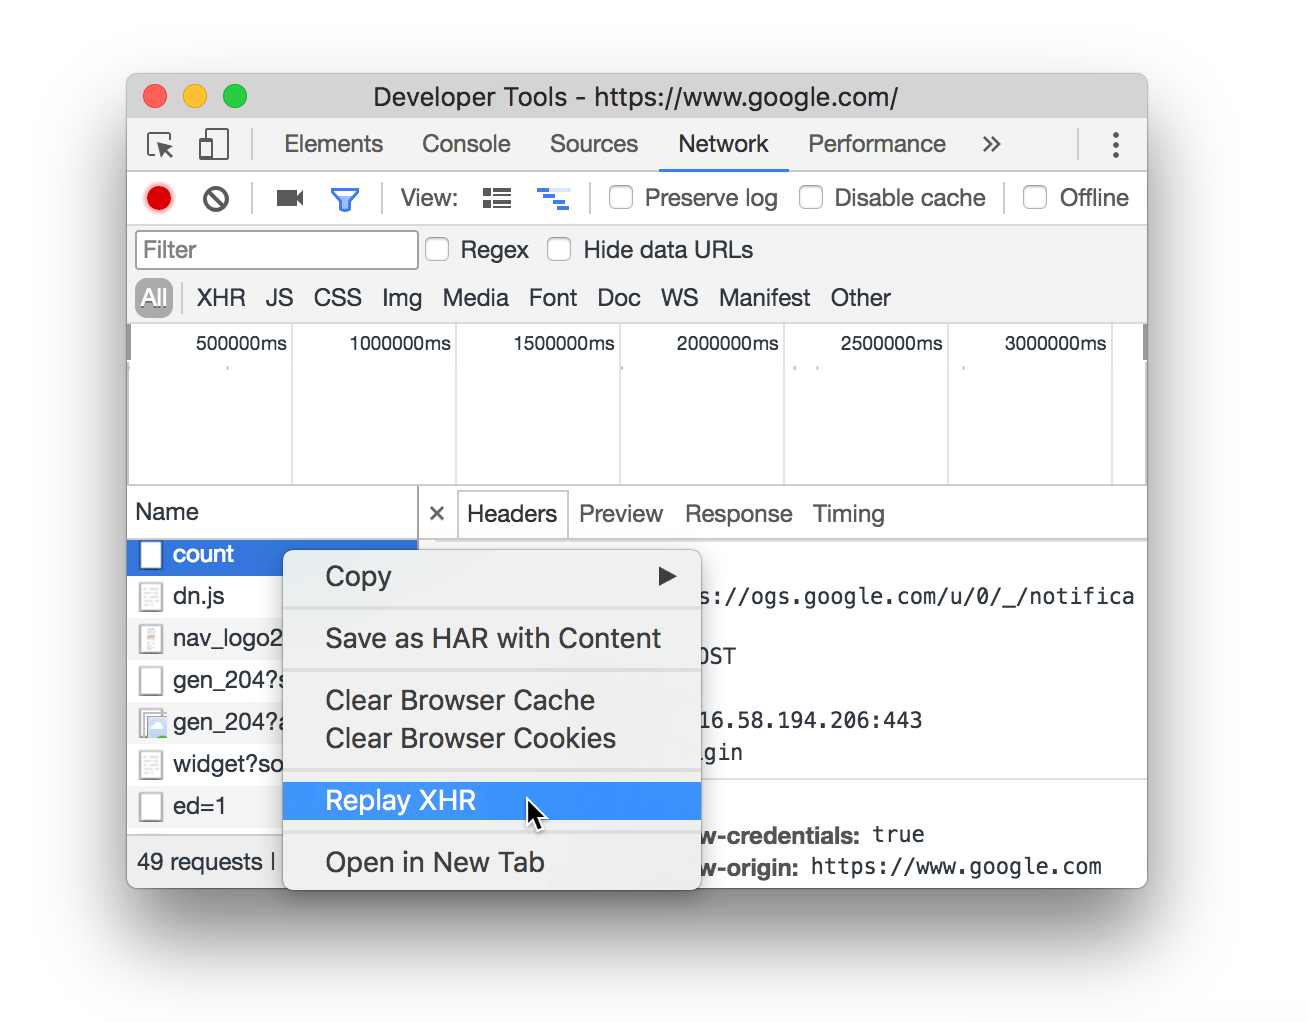 Developer Tools - https://www.google.com/
Elements Console Sources Network Performance »
View: Preserve log Disable cache Offline
Filter Regex Hide data URLs
All XHR JS CSS Img Media Font Doc WS Manifest Other
500000ms 1000000ms 1500000ms 2000000ms 2500000ms 3000000ms
Name
× Headers Preview Response Timing
count
dn.js
nav_logo2
gen_204?s
gen_204?a
widget?so
ed=1
49 requests |
Copy
Save as HAR with Content
Clear Browser Cache
Clear Browser Cookies
Replay XHR
Open in New Tab
s://ogs.google.com/u/0/_/notifica
OST
16.58.194.206:443
gin
w-credentials: true
w-origin: https://www.google.com